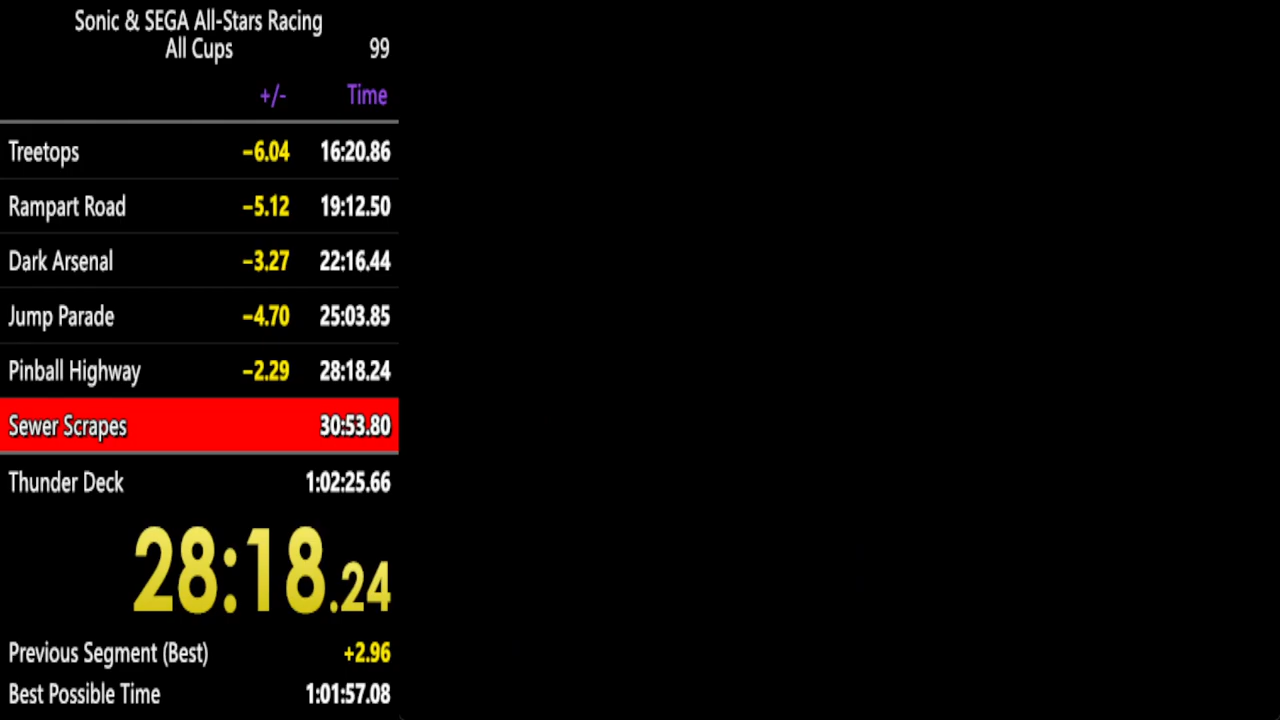 Sonic & SEGA All-Stars Racing
All Cups 99
+/- Time
Treetops −6.04 16:20.86
Rampart Road −5.12 19:12.50
Dark Arsenal −3.27 22:16.44
Jump Parade −4.70 25:03.85
Pinball Highway −2.29 28:18.24
Sewer Scrapes 30:53.80
Thunder Deck 1:02:25.66
28:18.24
Previous Segment (Best) +2.96
Best Possible Time 1:01:57.08